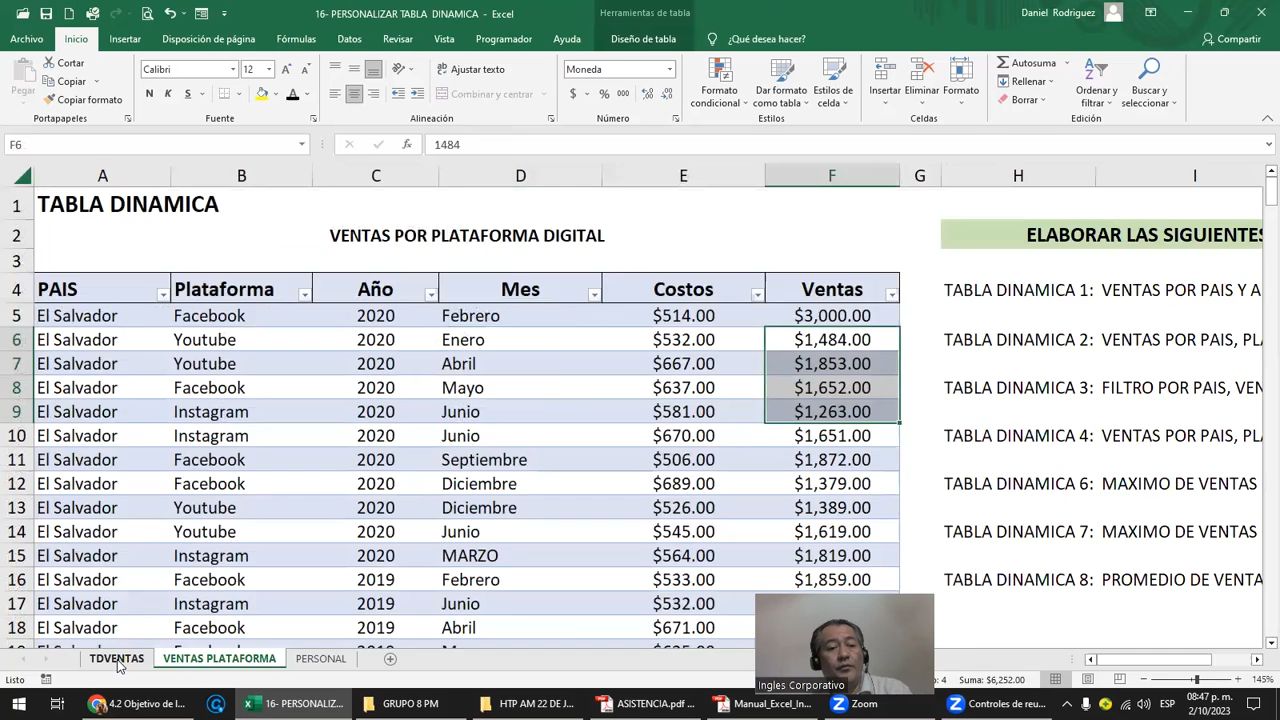 16- PERSONALIZAR TABLA DINAMICA - Excel
Herramientas de tabla
Daniel Rodriguez
Archivo Inicio Insertar Disposición de página Fórmulas Datos Revisar Vista Programador Ayuda Diseño de tabla ¿Qué desea hacer? Compartir
Pegar
Cortar
Copiar
Copiar formato
Portapapeles
Calibri 12
N K S
Fuente
Ajustar texto
Combinar y centrar
Alineación
Moneda
$ % 000
Número
Formato condicional
Dar formato como tabla
Estilos de celda
Estilos
Insertar Eliminar Formato
Celdas
Autosuma
Rellenar
Borrar
Ordenar y filtrar
Buscar y seleccionar
Edición
F6 fx 1484
A B C D E F G H I
1 TABLA DINAMICA
2 VENTAS POR PLATAFORMA DIGITAL ELABORAR LAS SIGUIENTES
3
4 PAIS Plataforma Año Mes Costos Ventas TABLA DINAMICA 1: VENTAS POR PAIS Y A
5 El Salvador Facebook 2020 Febrero $514.00 $3,000.00
6 El Salvador Youtube 2020 Enero $532.00 $1,484.00 TABLA DINAMICA 2: VENTAS POR PAIS, PLA
7 El Salvador Youtube 2020 Abril $667.00 $1,853.00
8 El Salvador Facebook 2020 Mayo $637.00 $1,652.00 TABLA DINAMICA 3: FILTRO POR PAIS, VEN
9 El Salvador Instagram 2020 Junio $581.00 $1,263.00
10 El Salvador Instagram 2020 Junio $670.00 $1,651.00 TABLA DINAMICA 4: VENTAS POR PAIS, PLA
11 El Salvador Facebook 2020 Septiembre $506.00 $1,872.00
12 El Salvador Facebook 2020 Diciembre $689.00 $1,379.00 TABLA DINAMICA 6: MAXIMO DE VENTAS
13 El Salvador Youtube 2020 Diciembre $526.00 $1,389.00
14 El Salvador Youtube 2020 Junio $545.00 $1,619.00 TABLA DINAMICA 7: MAXIMO DE VENTAS
15 El Salvador Instagram 2020 MARZO $564.00 $1,819.00
16 El Salvador Facebook 2019 Febrero $533.00 $1,859.00 TABLA DINAMICA 8: PROMEDIO DE VENTA
17 El Salvador Instagram 2019 Junio $532.00
18 El Salvador Facebook 2019 Abril $671.00
Ingles Corporativo
TDVENTAS VENTAS PLATAFORMA PERSONAL
Listo
: 4 Suma: $6,252.00 145%
4.2 Objetivo de l... 16- PERSONALIZ... GRUPO 8 PM HTP AM 22 DE J... ASISTENCIA.pdf ... Manual_Excel_In... Zoom Controles de reu... ESP
08:47 p. m.
2/10/2023